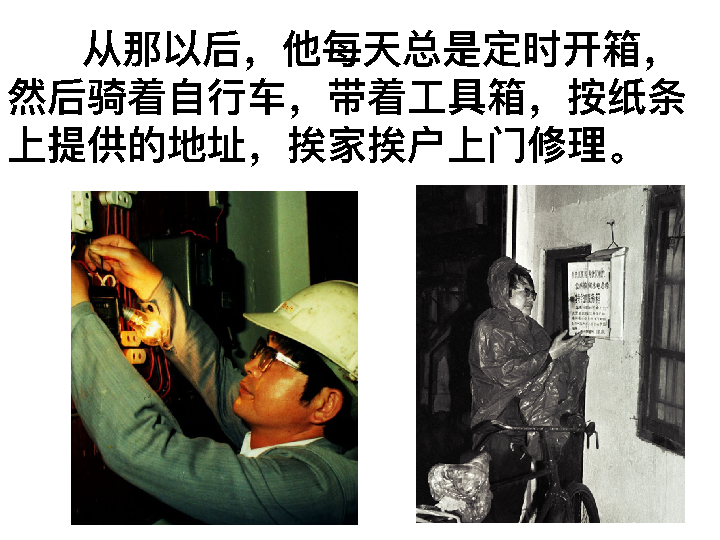 从那以后，他每天总是定时开箱，
然后骑着自行车，带着工具箱，按纸条
上提供的地址，挨家挨户上门修理。